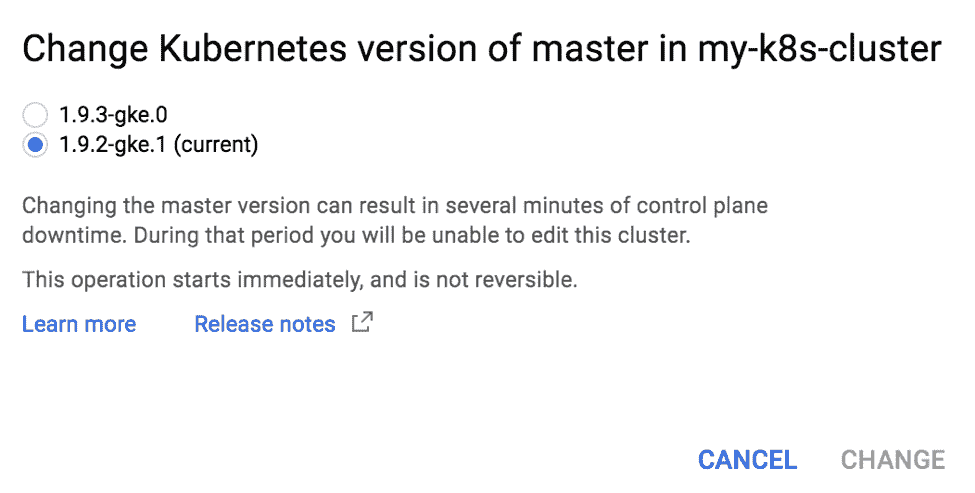 Change Kubernetes version of master in my-k8s-cluster
1.9.3-gke.0
1.9.2-gke.1 (current)
Changing the master version can result in several minutes of control plane
downtime. During that period you will be unable to edit this cluster.
This operation starts immediately, and is not reversible.
Learn more Release notes
CANCEL CHANGE